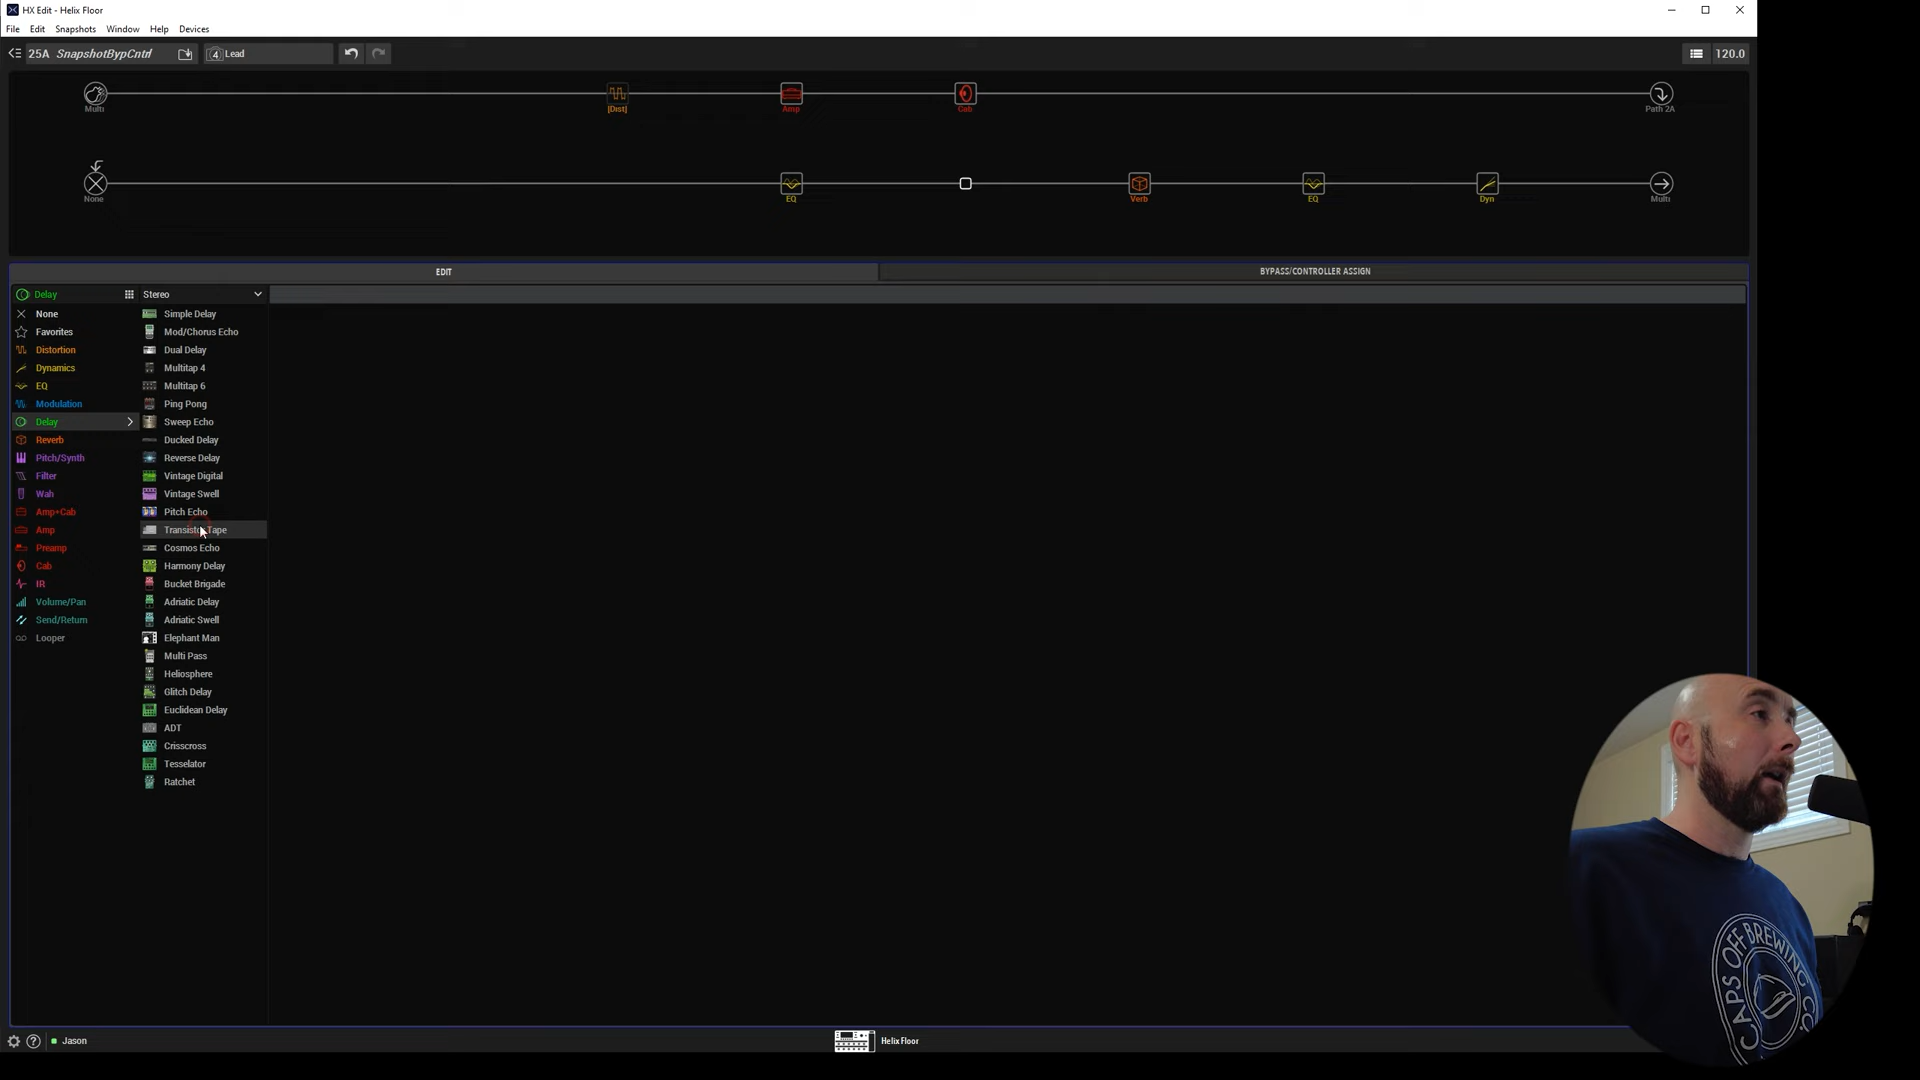 HX Edit - Helix Floor
File Edit Snapshots Window Help Devices
25A SnapshotBypCntrl 4 Lead 120.0
Multi [Dist] Amp Cab Path 2A
None EQ Verb EQ Dyn Multi
EDIT BYPASS/CONTROLLER ASSIGN
Delay Stereo
None
Favorites
Distortion
Dynamics
EQ
Modulation
Delay
Reverb
Pitch/Synth
Filter
Wah
Amp+Cab
Amp
Preamp
Cab
IR
Volume/Pan
Send/Return
Looper
Simple Delay
Mod/Chorus Echo
Dual Delay
Multitap 4
Multitap 6
Ping Pong
Sweep Echo
Ducked Delay
Reverse Delay
Vintage Digital
Vintage Swell
Pitch Echo
Transistor Tape
Cosmos Echo
Harmony Delay
Bucket Brigade
Adriatic Delay
Adriatic Swell
Elephant Man
Multi Pass
Heliosphere
Glitch Delay
Euclidean Delay
ADT
Crisscross
Tesselator
Ratchet
CAPS OFF BREWING CO.
Jason Helix Floor